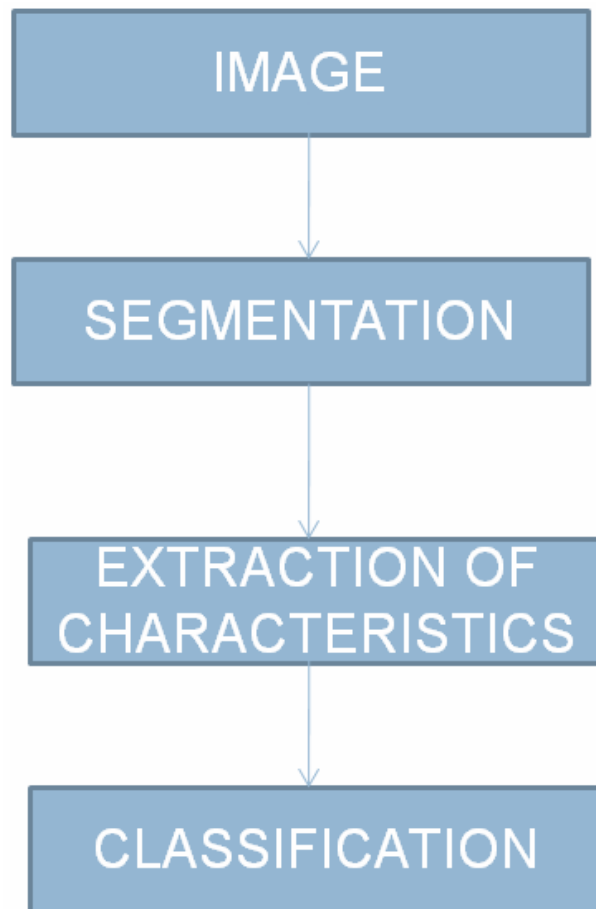 IMAGE
SEGMENTATION
EXTRACTION OF
CHARACTERISTICS
CLASSIFICATION